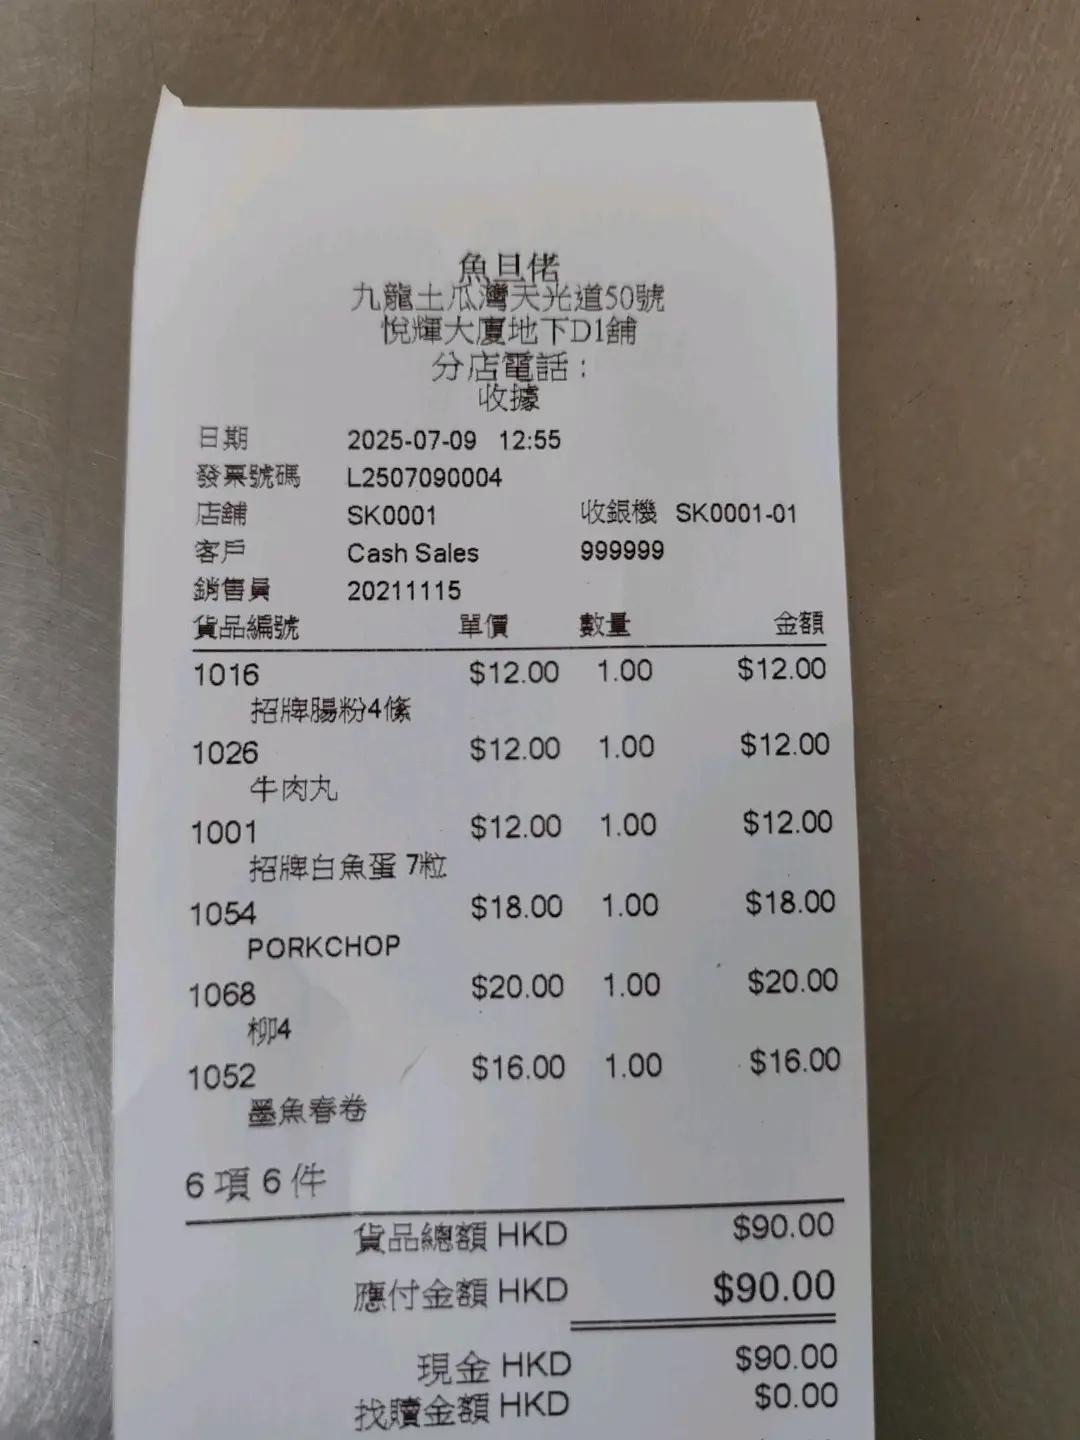 魚旦佬
九龍土瓜灣天光道50號
悅輝大廈地下D1舖
分店電話：
收據
日期 2025-07-09 12:55
發票號碼 L2507090004
店舖 SK0001 收銀機 SK0001-01
客戶 Cash Sales 999999
銷售員 20211115
貨品編號 單價 數量 金額
1016 $12.00 1.00 $12.00
招牌腸粉4條
1026 $12.00 1.00 $12.00
牛肉丸
1001 $12.00 1.00 $12.00
招牌白魚蛋 7粒
1054 $18.00 1.00 $18.00
PORKCHOP
1068 $20.00 1.00 $20.00
柳4
1052 $16.00 1.00 $16.00
墨魚春卷
6 項 6 件
貨品總額 HKD $90.00
應付金額 HKD $90.00
現金 HKD $90.00
找贖金額 HKD $0.00